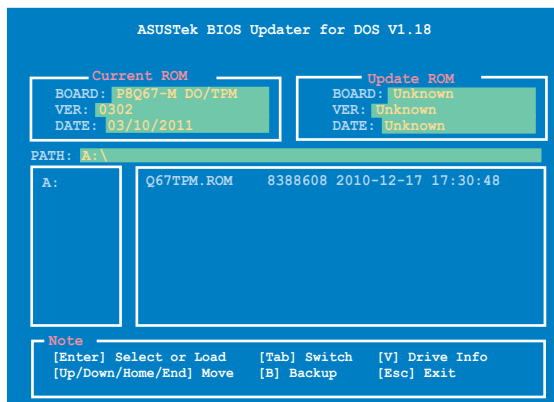 ASUSTek BIOS Updater for DOS V1.18
Current ROM
BOARD: P8Q67-M DO/TPM
VER: 0302
DATE: 03/10/2011
Update ROM
BOARD: Unknown
VER: Unknown
DATE: Unknown
PATH: A:\
A:
Q67TPM.ROM 8388608 2010-12-17 17:30:48
Note
[Enter] Select or Load [Tab] Switch [V] Drive Info
[Up/Down/Home/End] Move [B] Backup [Esc] Exit